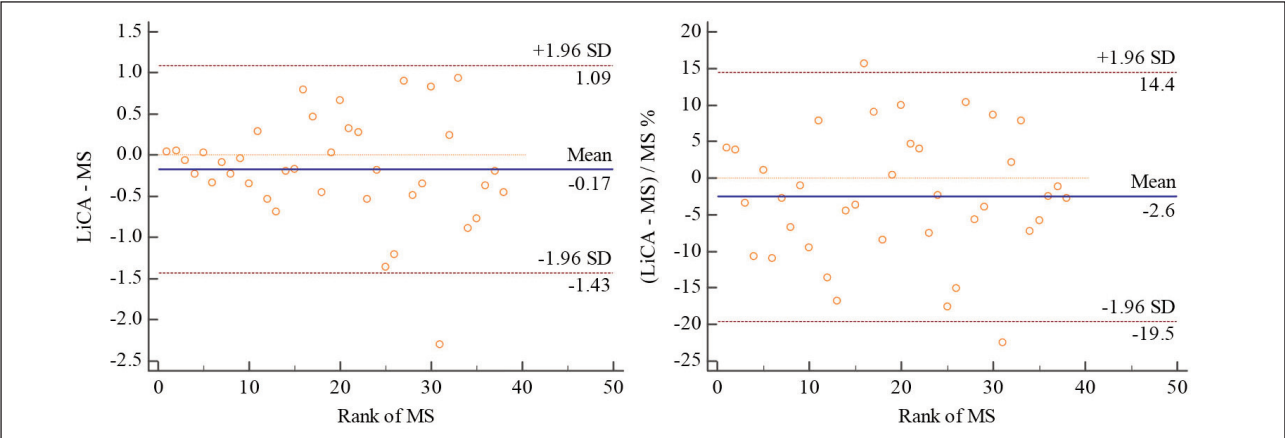 1.5
1.0
0.5
0.0
-0.5
-1.0
-1.5
-2.0
-2.5
LiCA - MS
+1.96 SD
1.09
Mean
-0.17
-1.96 SD
-1.43
0 10 20 30 40 50
Rank of MS
20
15
10
5
0
-5
-10
-15
-20
-25
(LiCA - MS) / MS %
+1.96 SD
14.4
Mean
-2.6
-1.96 SD
-19.5
0 10 20 30 40 50
Rank of MS